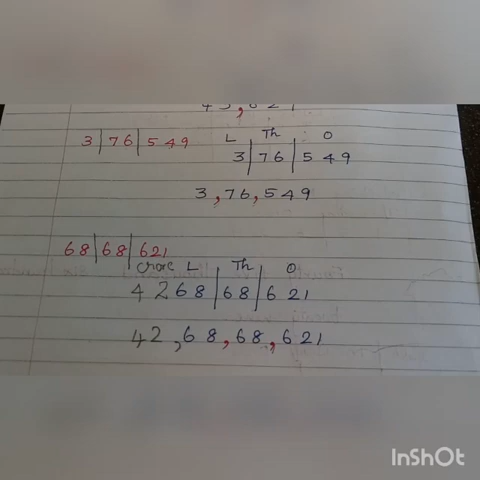 3|76|549 L Th O
3|76|549
3,76,549
68|68|621
crore L Th O
4268|68|621
42,68,68,621
InShOt